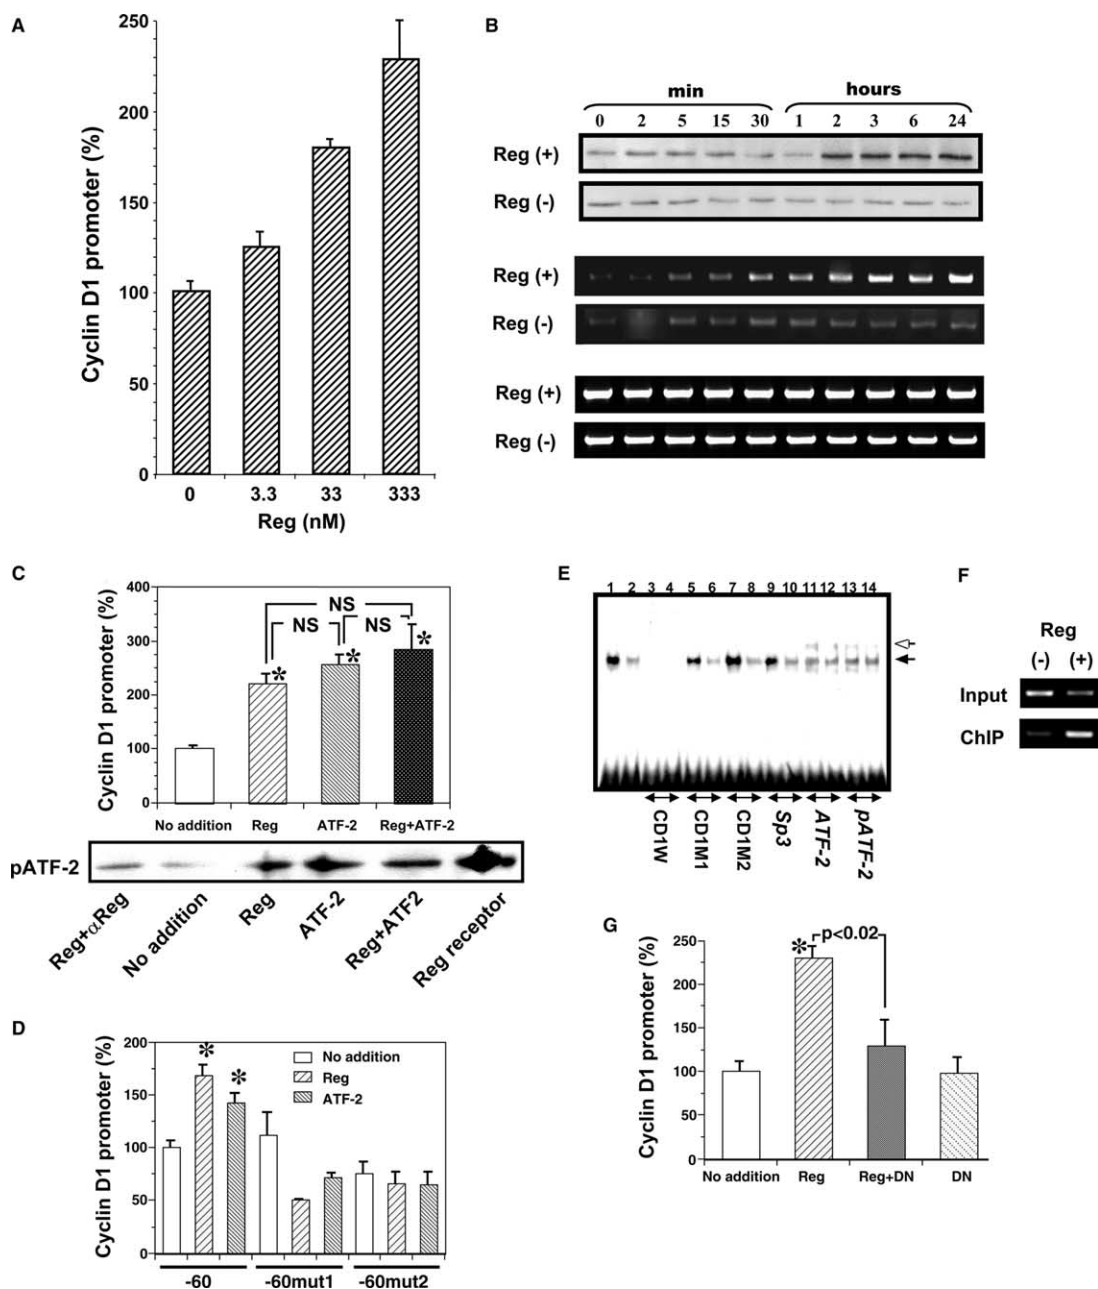 A
Cyclin D1 promoter (%)
250
200
150
100
50
0
0 3.3 33 333
Reg (nM)
B
min hours
0 2 5 15 30 1 2 3 6 24
Reg (+)
Reg (-)
Reg (+)
Reg (-)
Reg (+)
Reg (-)
C
Cyclin D1 promoter (%)
400
300
250
200
100
50
0
NS
NS NS
* * *
No addition Reg ATF-2 Reg+ATF-2
pATF-2
Reg+αReg
No addition
Reg
ATF-2
Reg+ATF2
Reg receptor
D
Cyclin D1 promoter (%)
200
150
100
50
0
* *
No addition
Reg
ATF-2
-60 -60mut1 -60mut2
E
1 2 3 4 5 6 7 8 9 10 11 12 13 14
CD1W
CD1M1
CD1M2
Sp3
ATF-2
pATF-2
F
Reg
(-) (+)
Input
ChIP
G
Cyclin D1 promoter (%)
250
200
150
100
50
0
* p<0.02
No addition Reg Reg+DN DN